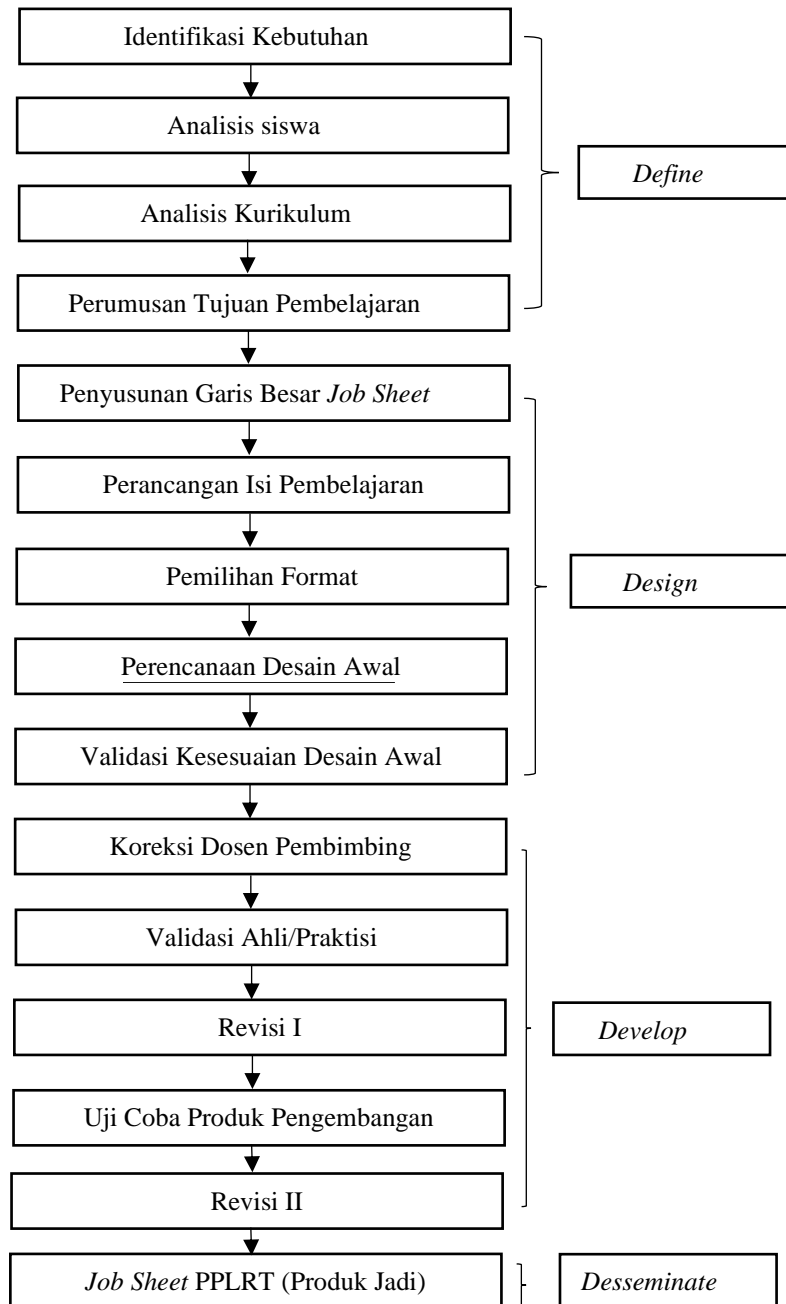 Identifikasi Kebutuhan
Analisis siswa
Define
Analisis Kurikulum
Perumusan Tujuan Pembelajaran
Penyusunan Garis Besar Job Sheet
Perancangan Isi Pembelajaran
Pemilihan Format
Design
Perencanaan Desain Awal
Validasi Kesesuaian Desain Awal
Koreksi Dosen Pembimbing
Validasi Ahli/Praktisi
Revisi I
Develop
Uji Coba Produk Pengembangan
Revisi II
Job Sheet PPLRT (Produk Jadi)
Desseminate